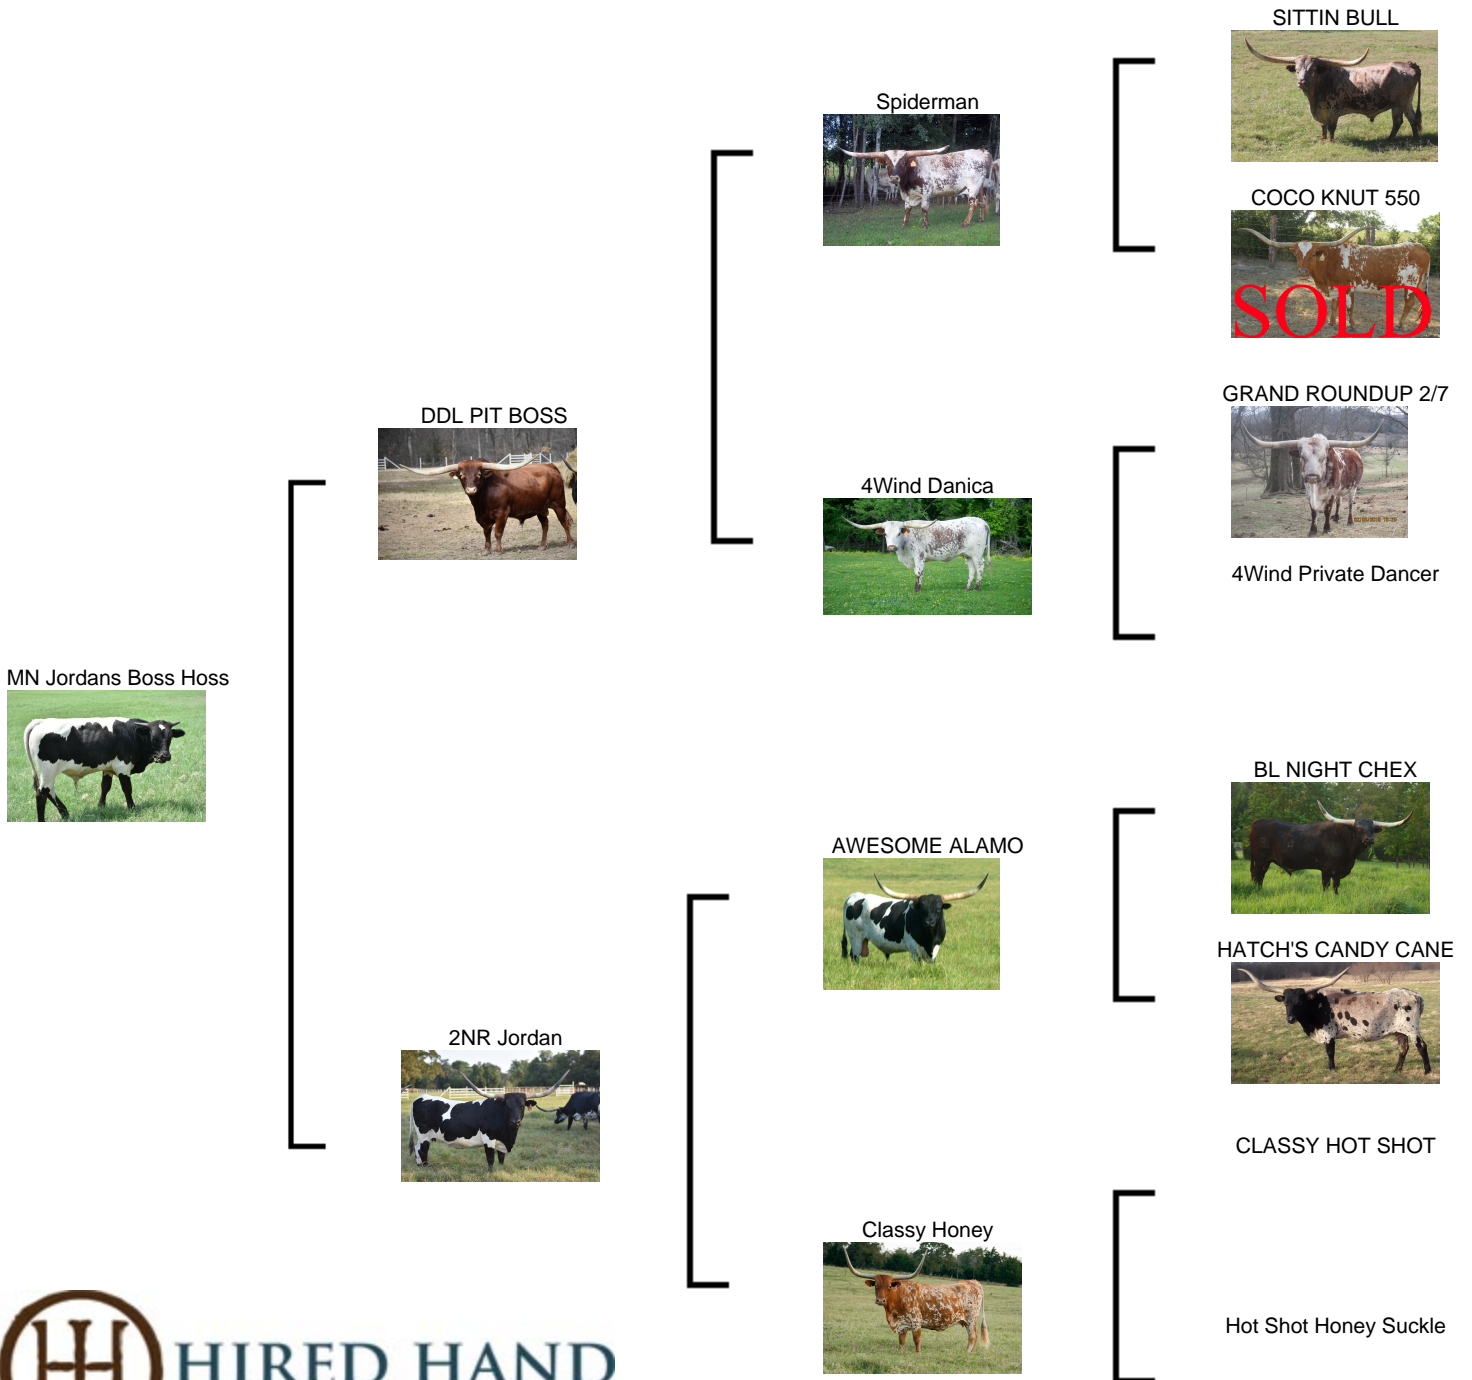 SITTIN BULL
Spiderman
COCO KNUT 550
SOLD
GRAND ROUNDUP 2/7
DDL PIT BOSS
4Wind Danica
4Wind Private Dancer
MN Jordans Boss Hoss
BL NIGHT CHEX
AWESOME ALAMO
HATCH'S CANDY CANE
2NR Jordan
CLASSY HOT SHOT
Classy Honey
Hot Shot Honey Suckle
HIRED HAND